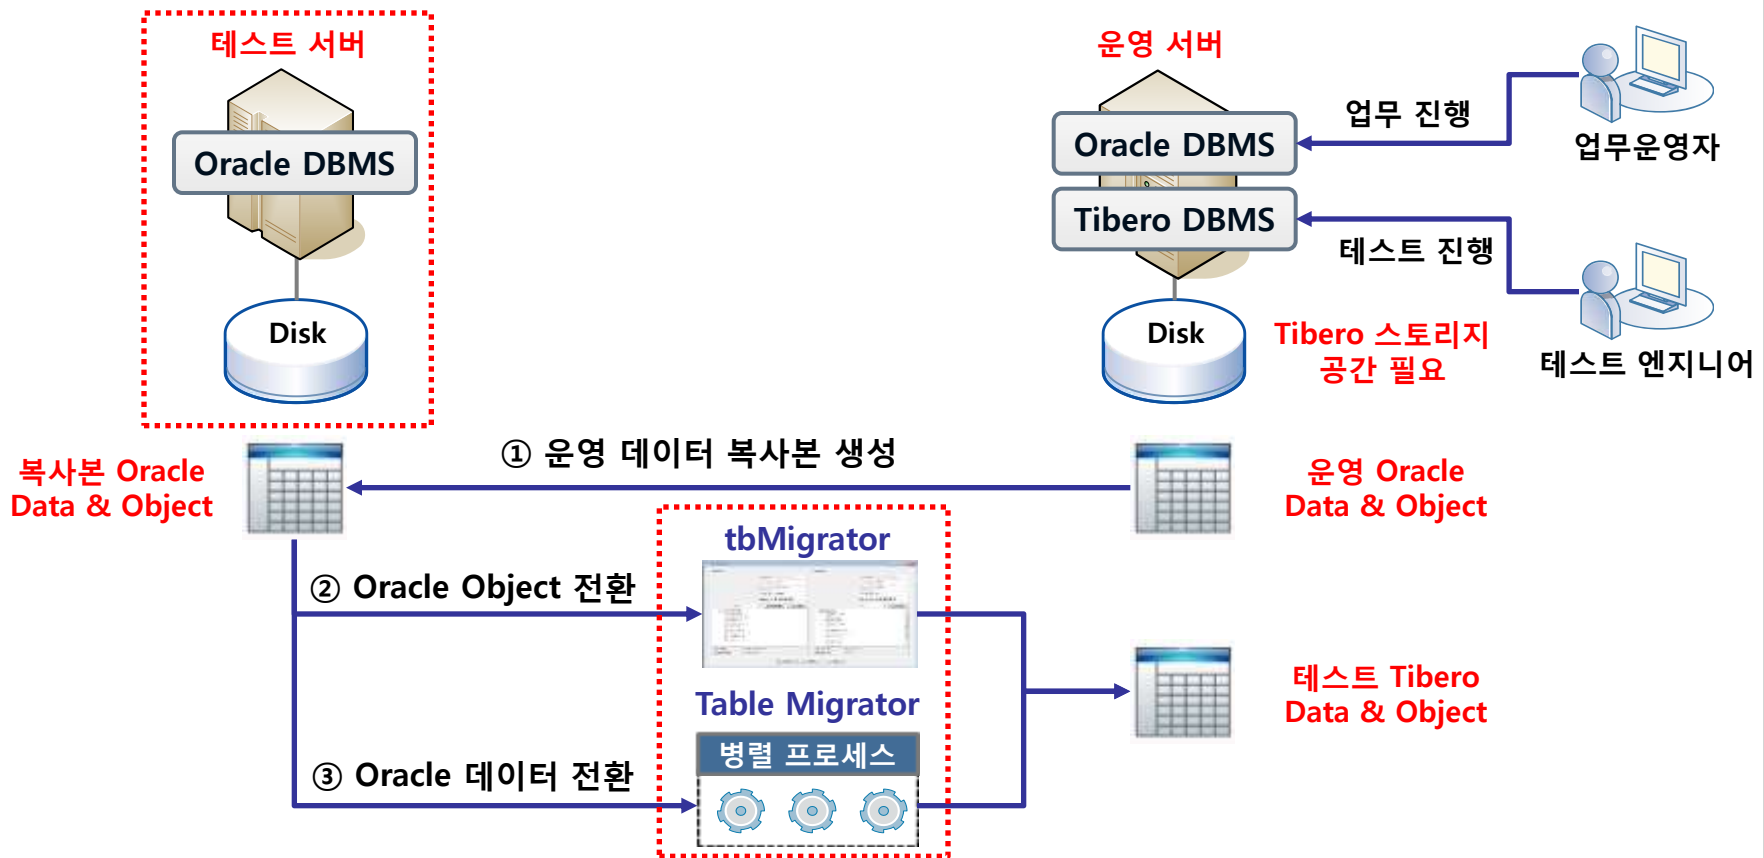 테스트 서버
Oracle DBMS
Disk
운영 서버
Oracle DBMS
Tibero DBMS
Disk
업무 진행
업무운영자
테스트 진행
테스트 엔지니어
Tibero 스토리지
공간 필요
복사본 Oracle
Data & Object
① 운영 데이터 복사본 생성
운영 Oracle
Data & Object
② Oracle Object 전환
tbMigrator
Table Migrator
병렬 프로세스
③ Oracle 데이터 전환
테스트 Tibero
Data & Object